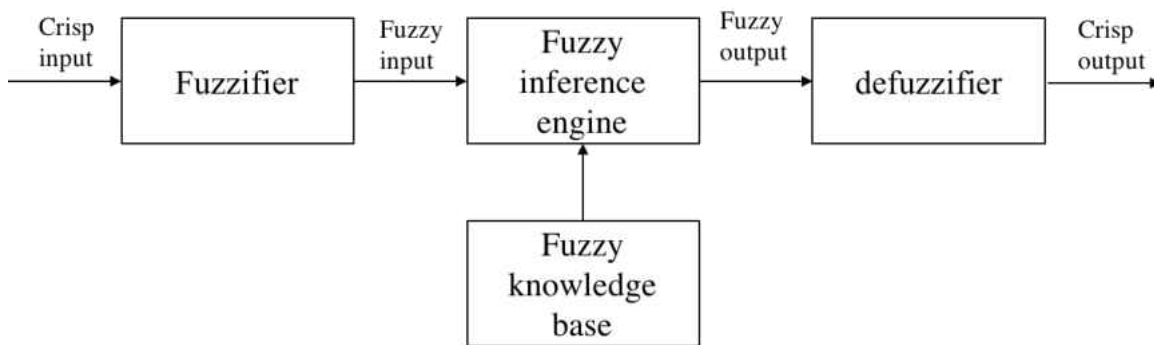 Crisp
input
Fuzzifier
Fuzzy
input
Fuzzy
inference
engine
Fuzzy
output
defuzzifier
Crisp
output
Fuzzy
knowledge
base